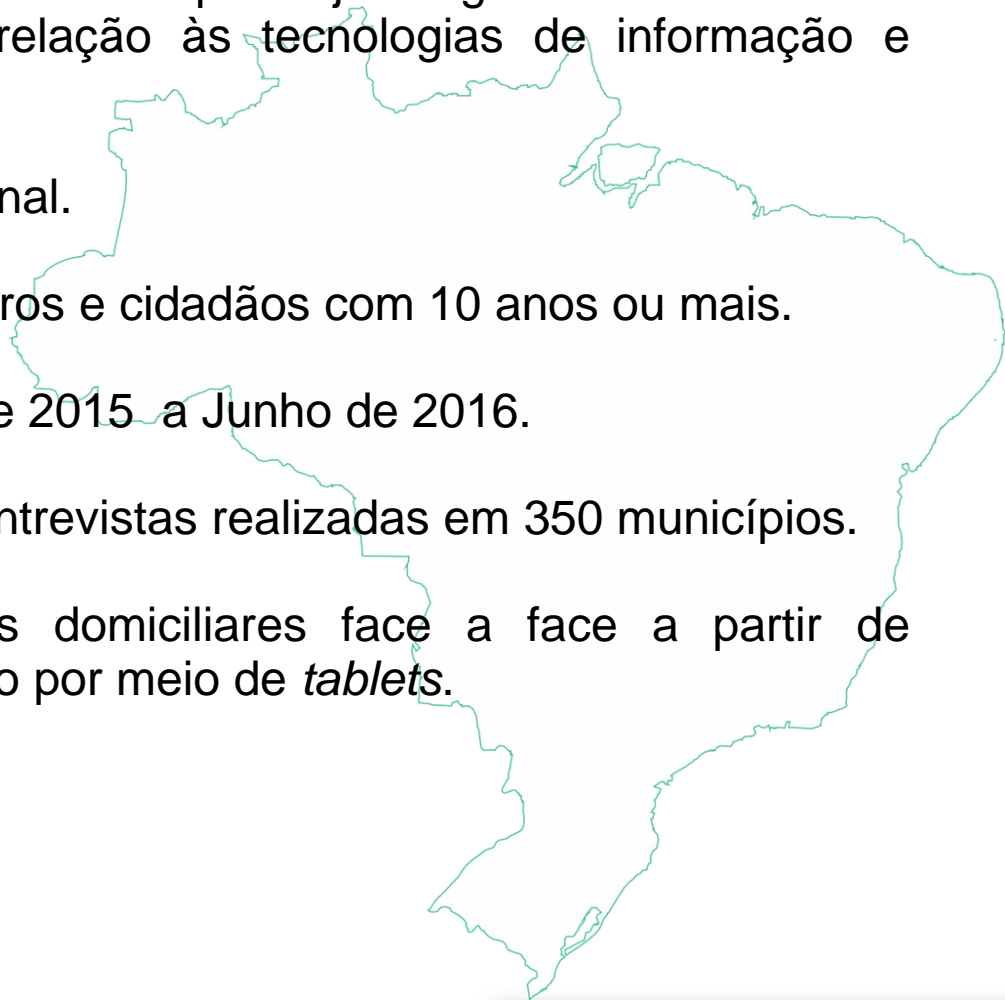 relação às tecnologias de informação e
nal.
ros e cidadãos com 10 anos ou mais.
e 2015 a Junho de 2016.
ntrevistas realizadas em 350 municípios.
s domiciliares face a face a partir de
o por meio de tablets.